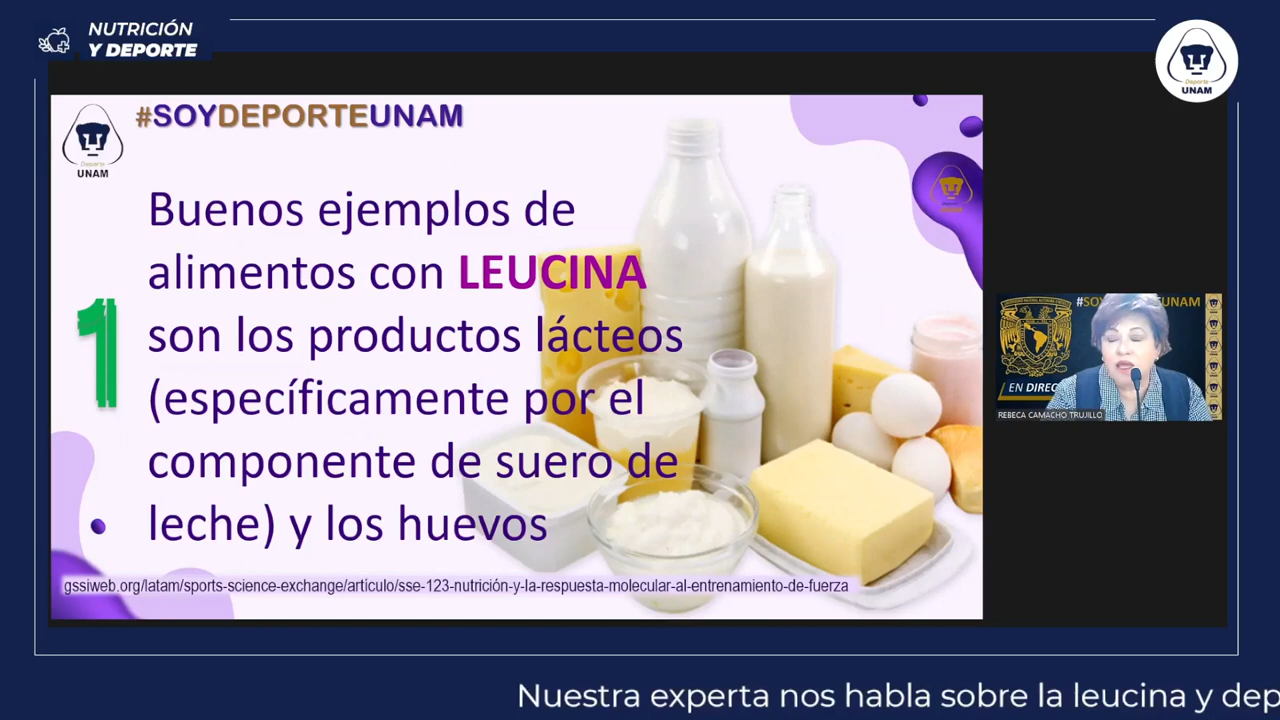 NUTRICIÓN
Y DEPORTE
Deporte
UNAM
#SOYDEPORTEUNAM
Deporte
UNAM
Buenos ejemplos de
alimentos con LEUCINA
1
son los productos lácteos
(específicamente por el
componente de suero de
leche) y los huevos
gssiweb.org/latam/sports-science-exchange/artículo/sse-123-nutrición-y-la-respuesta-molecular-al-entrenamiento-de-fuerza
EN DIREC
REBECA CAMACHO TRUJILLO
Nuestra experta nos habla sobre la leucina y dep